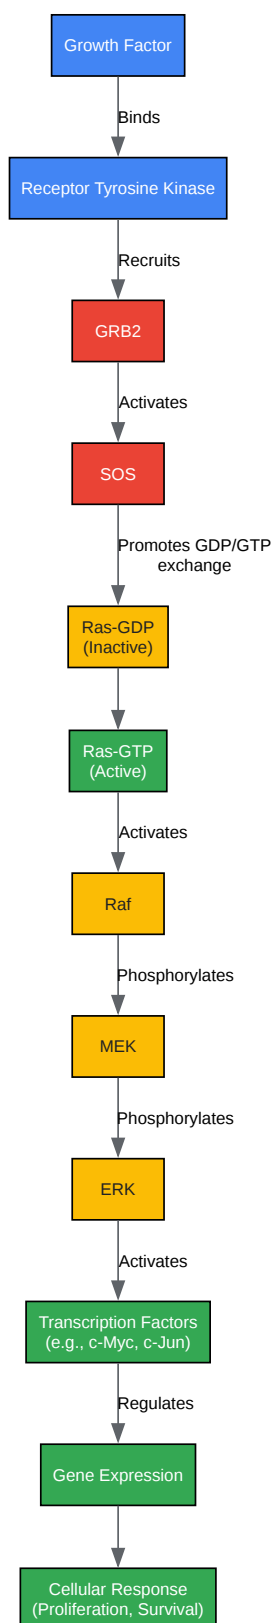 Growth Factor
Binds
Receptor Tyrosine Kinase
Recruits
GRB2
Activates
SOS
Promotes GDP/GTP
exchange
Ras-GDP
(Inactive)
Ras-GTP
(Active)
Activates
Raf
Phosphorylates
MEK
Phosphorylates
ERK
Activates
Transcription Factors
(e.g., c-Myc, c-Jun)
Regulates
Gene Expression
Cellular Response
(Proliferation, Survival)